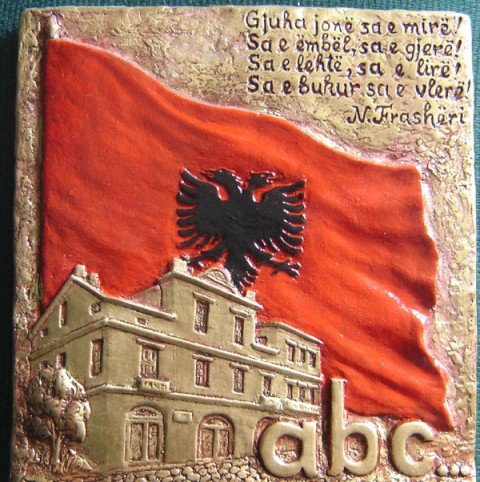 Gjuha jonë sa e mirë!
Sa e ëmbël, sa e gjerë!
Sa e lehtë, sa e lirë!
Sa e bukur sa e vlerë!
N. Frashëri
abc...